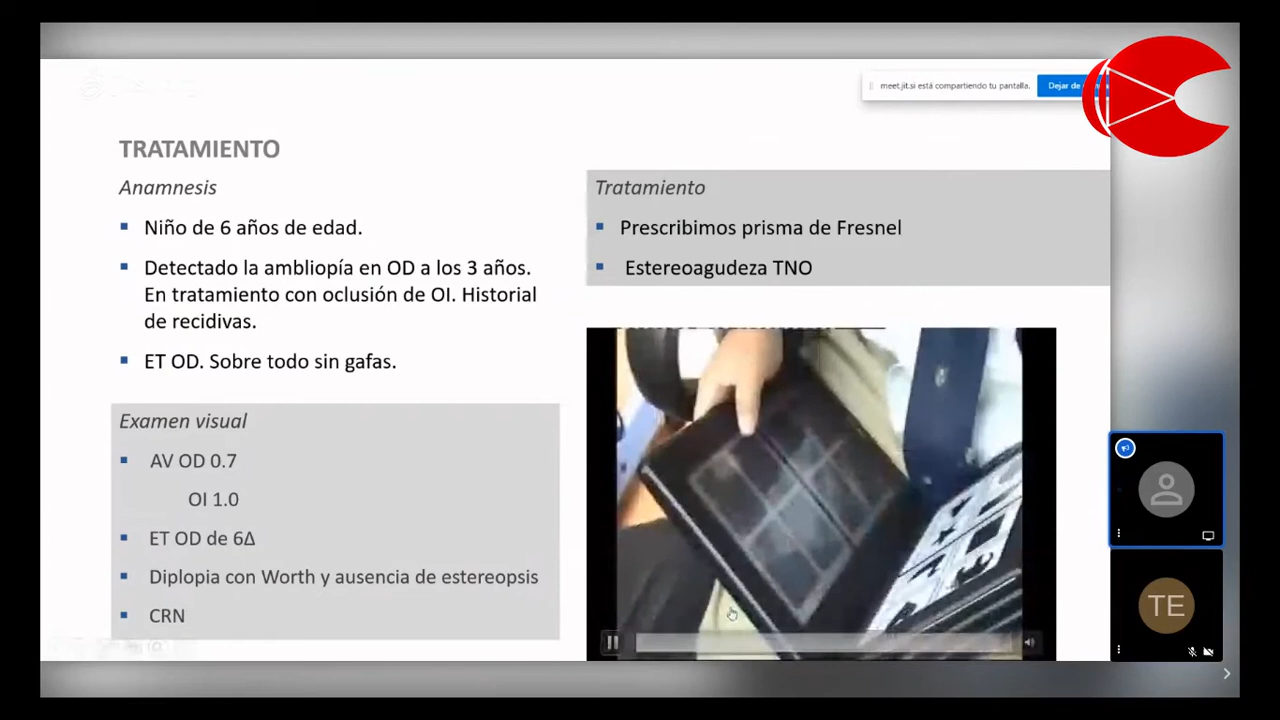 meet.jit.si está compartiendo tu pantalla.
Dejar de
TRATAMIENTO
Anamnesis
Niño de 6 años de edad.
Detectado la ambliopía en OD a los 3 años.
En tratamiento con oclusión de OI. Historial
de recidivas.
ET OD. Sobre todo sin gafas.
Examen visual
AV OD 0.7
OI 1.0
ET OD de 6Δ
Diplopia con Worth y ausencia de estereopsis
CRN
Tratamiento
Prescribimos prisma de Fresnel
Estereoagudeza TNO
TE